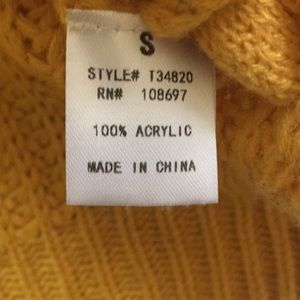 S
STYLE# T34820
RN# 108697
100% ACRYLIC
MADE IN CHINA